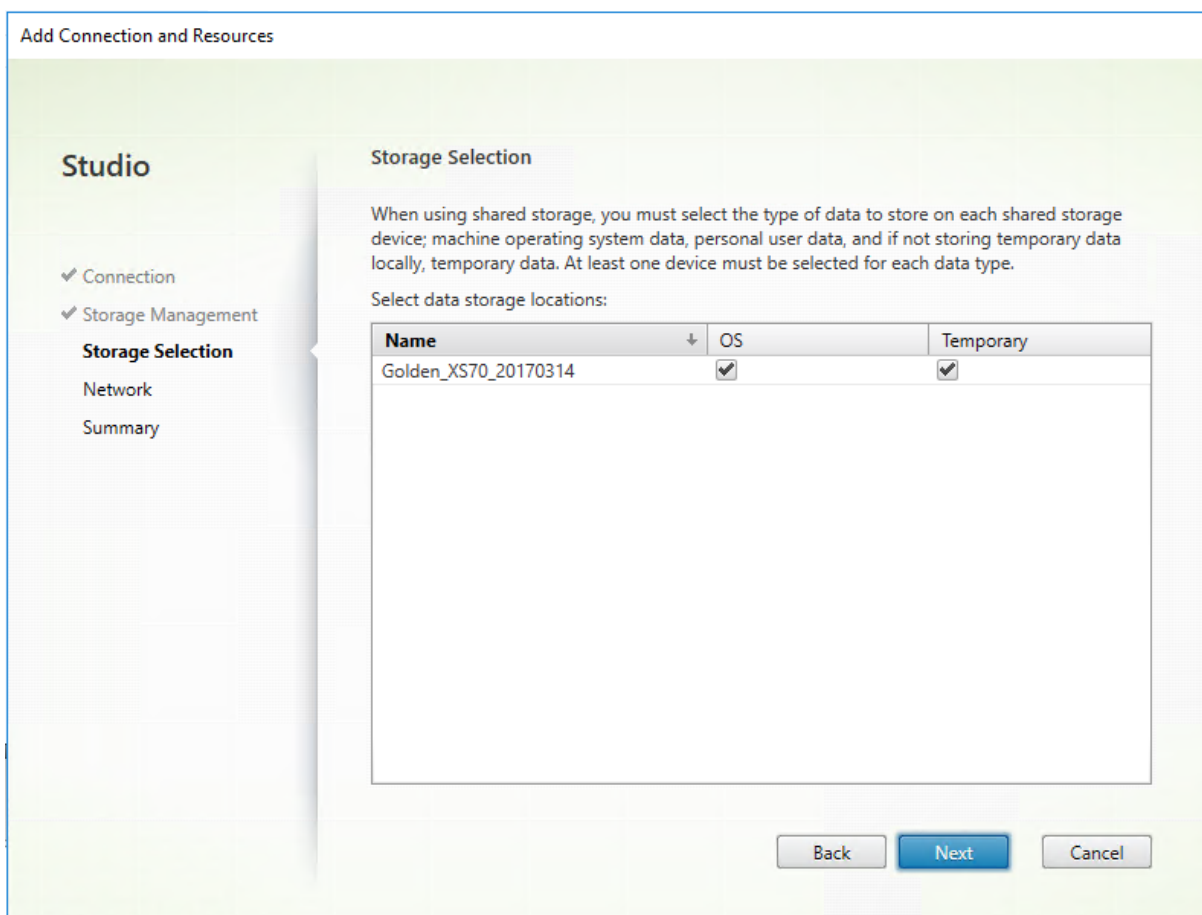 Add Connection and Resources
Studio
Connection
Storage Management
Storage Selection
Network
Summary
Storage Selection
When using shared storage, you must select the type of data to store on each shared storage
device; machine operating system data, personal user data, and if not storing temporary data
locally, temporary data. At least one device must be selected for each data type.
Select data storage locations:
Name OS Temporary
Golden_XS70_20170314
Back Next Cancel